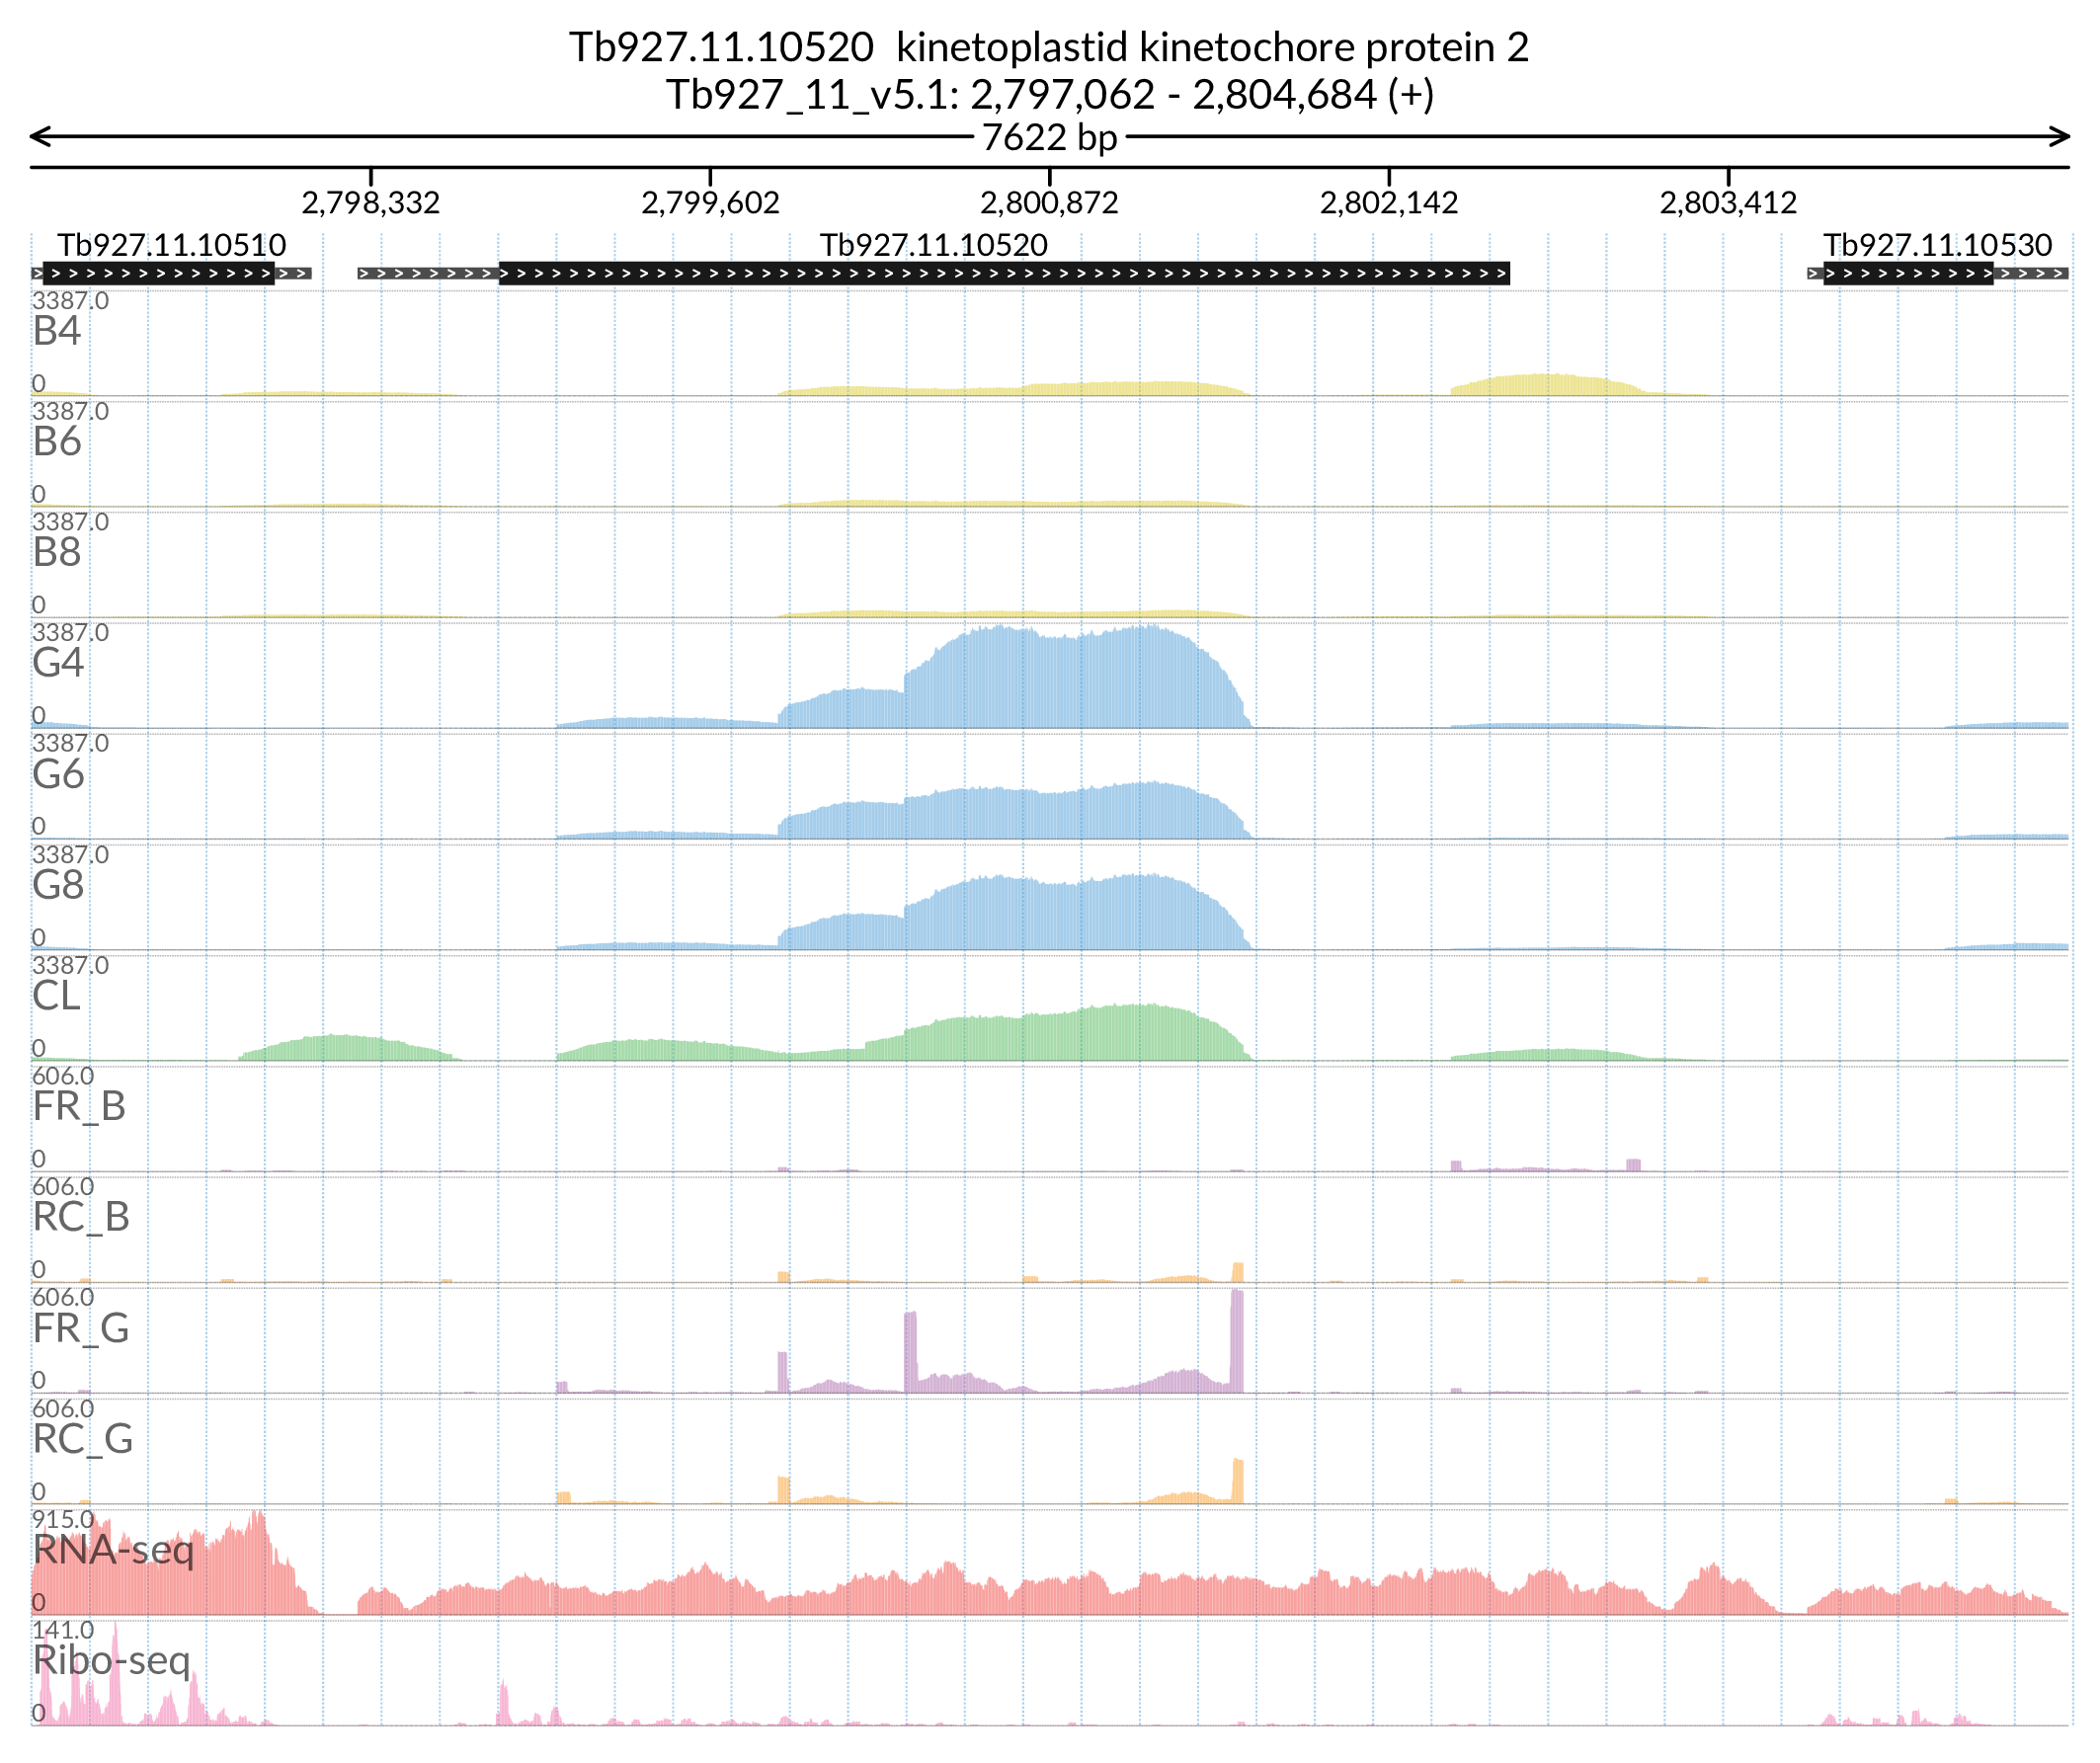 Tb927.11.10520 kinetoplastid kinetochore protein 2
Tb927_11_v5.1: 2,797,062 - 2,804,684 (+)
7622 bp
2,798,332 2,799,602 2,800,872 2,802,142 2,803,412
Tb927.11.10510 Tb927.11.10520 Tb927.11.10530
3387.0
B4
0
3387.0
B6
0
3387.0
B8
0
3387.0
G4
0
3387.0
G6
0
3387.0
G8
0
3387.0
CL
0
606.0
FR_B
0
606.0
RC_B
0
606.0
FR_G
0
606.0
RC_G
0
915.0
RNA-seq
0
141.0
Ribo-seq
0